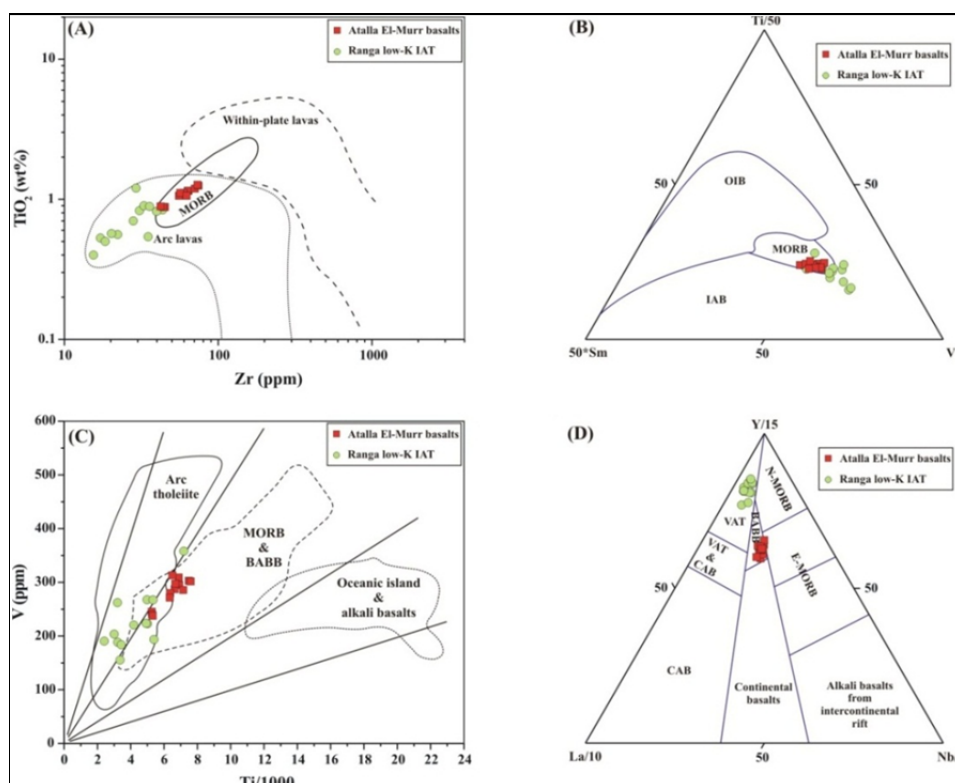 (A)
Atalla El-Murr basalts
Ranga low-K IAT
10
1
0.1
TiO2 (wt%)
Within-plate lavas
MORB
Arc lavas
10
100
1000
Zr (ppm)
(B)
Ti/50
Atalla El-Murr basalts
Ranga low-K IAT
50
50
OIB
MORB
IAB
50*Sm
50
V
(C)
Atalla El-Murr basalts
Ranga low-K IAT
600
500
400
300
200
100
00
V (ppm)
Arc
tholeiite
MORB
&
BABB
Oceanic island
&
alkali basalts
0
2
4
6
8
10
12
14
16
18
20
22
24
Ti/1000
(D)
Y/15
Atalla El-Murr basalts
Ranga low-K IAT
N-MORB
VAT
BABB
VAT
&
CAB
E-MORB
50
50
CAB
Continental
basalts
Alkali basalts
from
intercontinental
rift
La/10
50